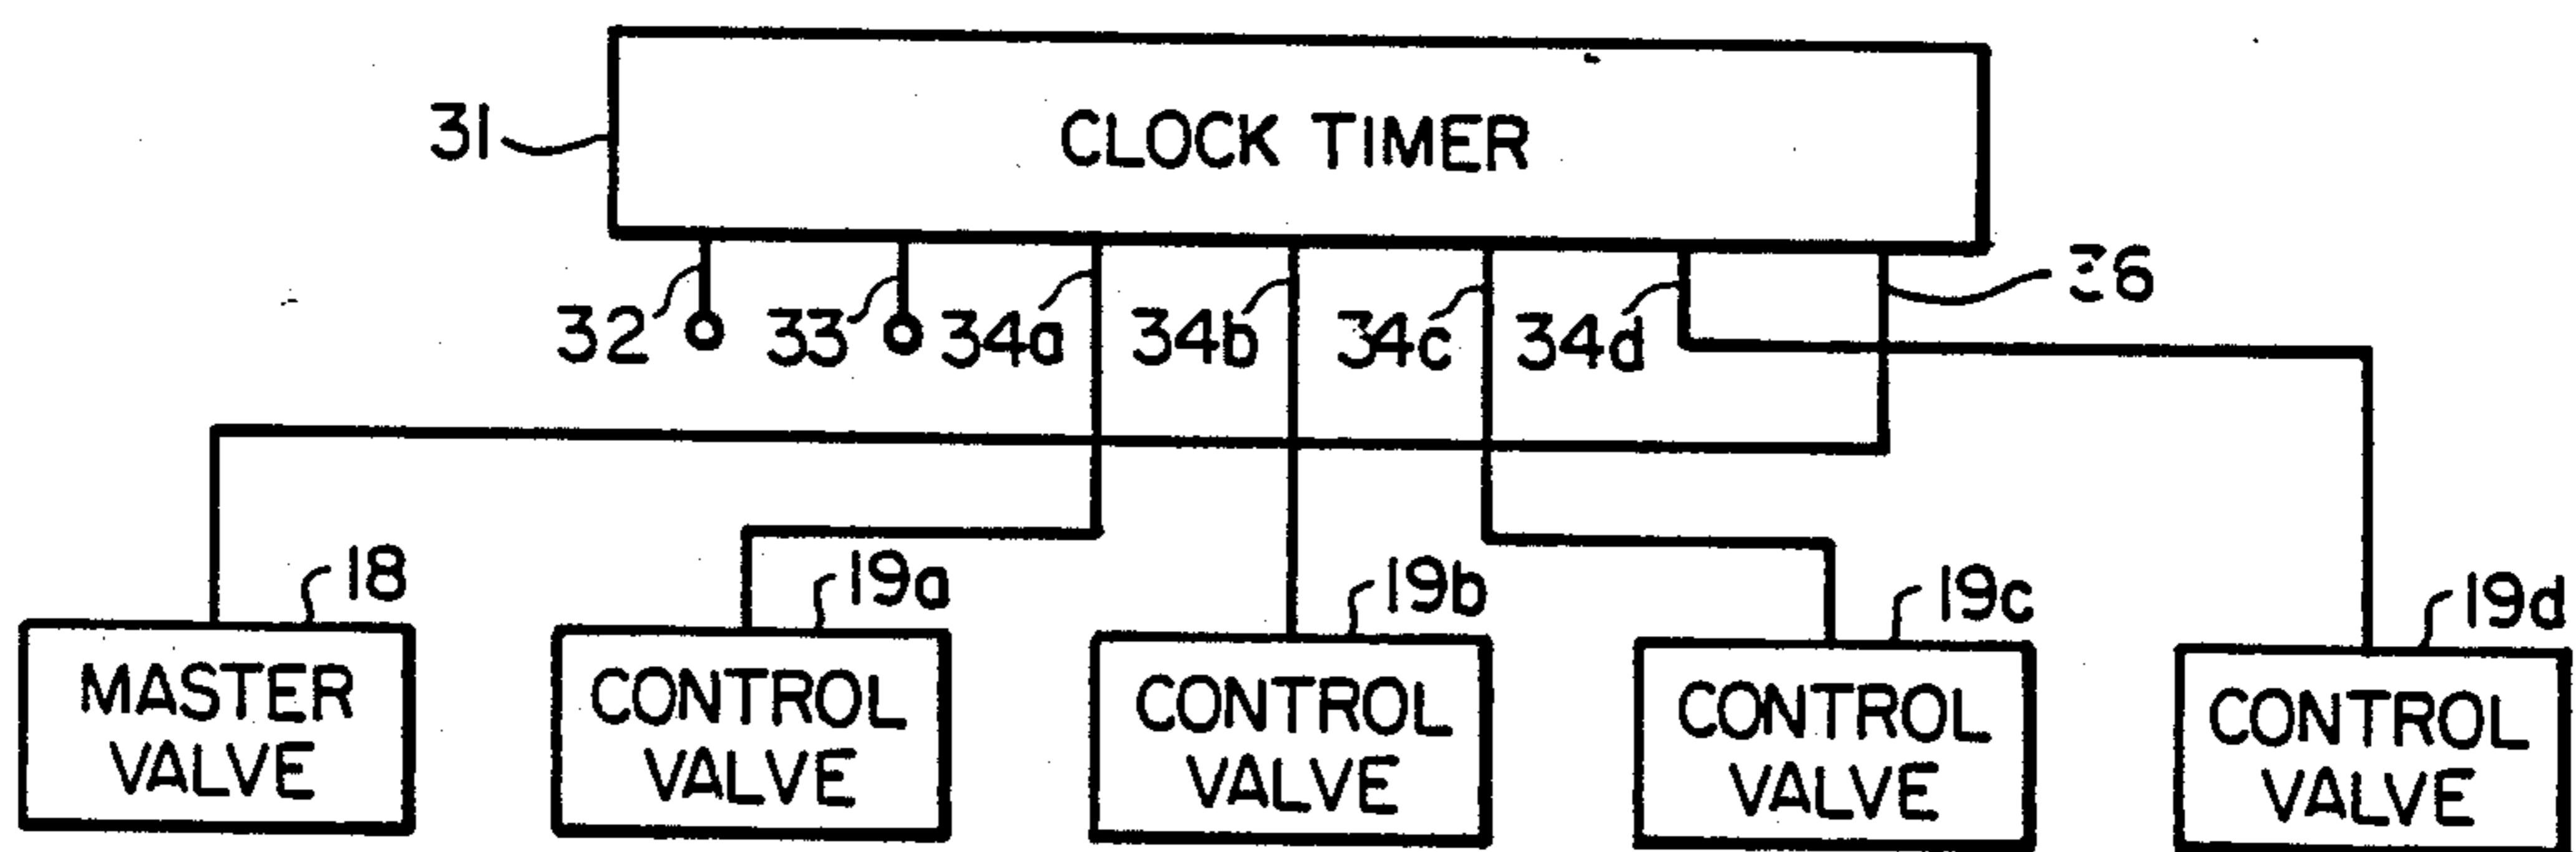 CLOCK TIMER
31
32
33
34a
34b
34c
34d
36
18
19a
19b
19c
19d
MASTER
VALVE
CONTROL
VALVE
CONTROL
VALVE
CONTROL
VALVE
CONTROL
VALVE